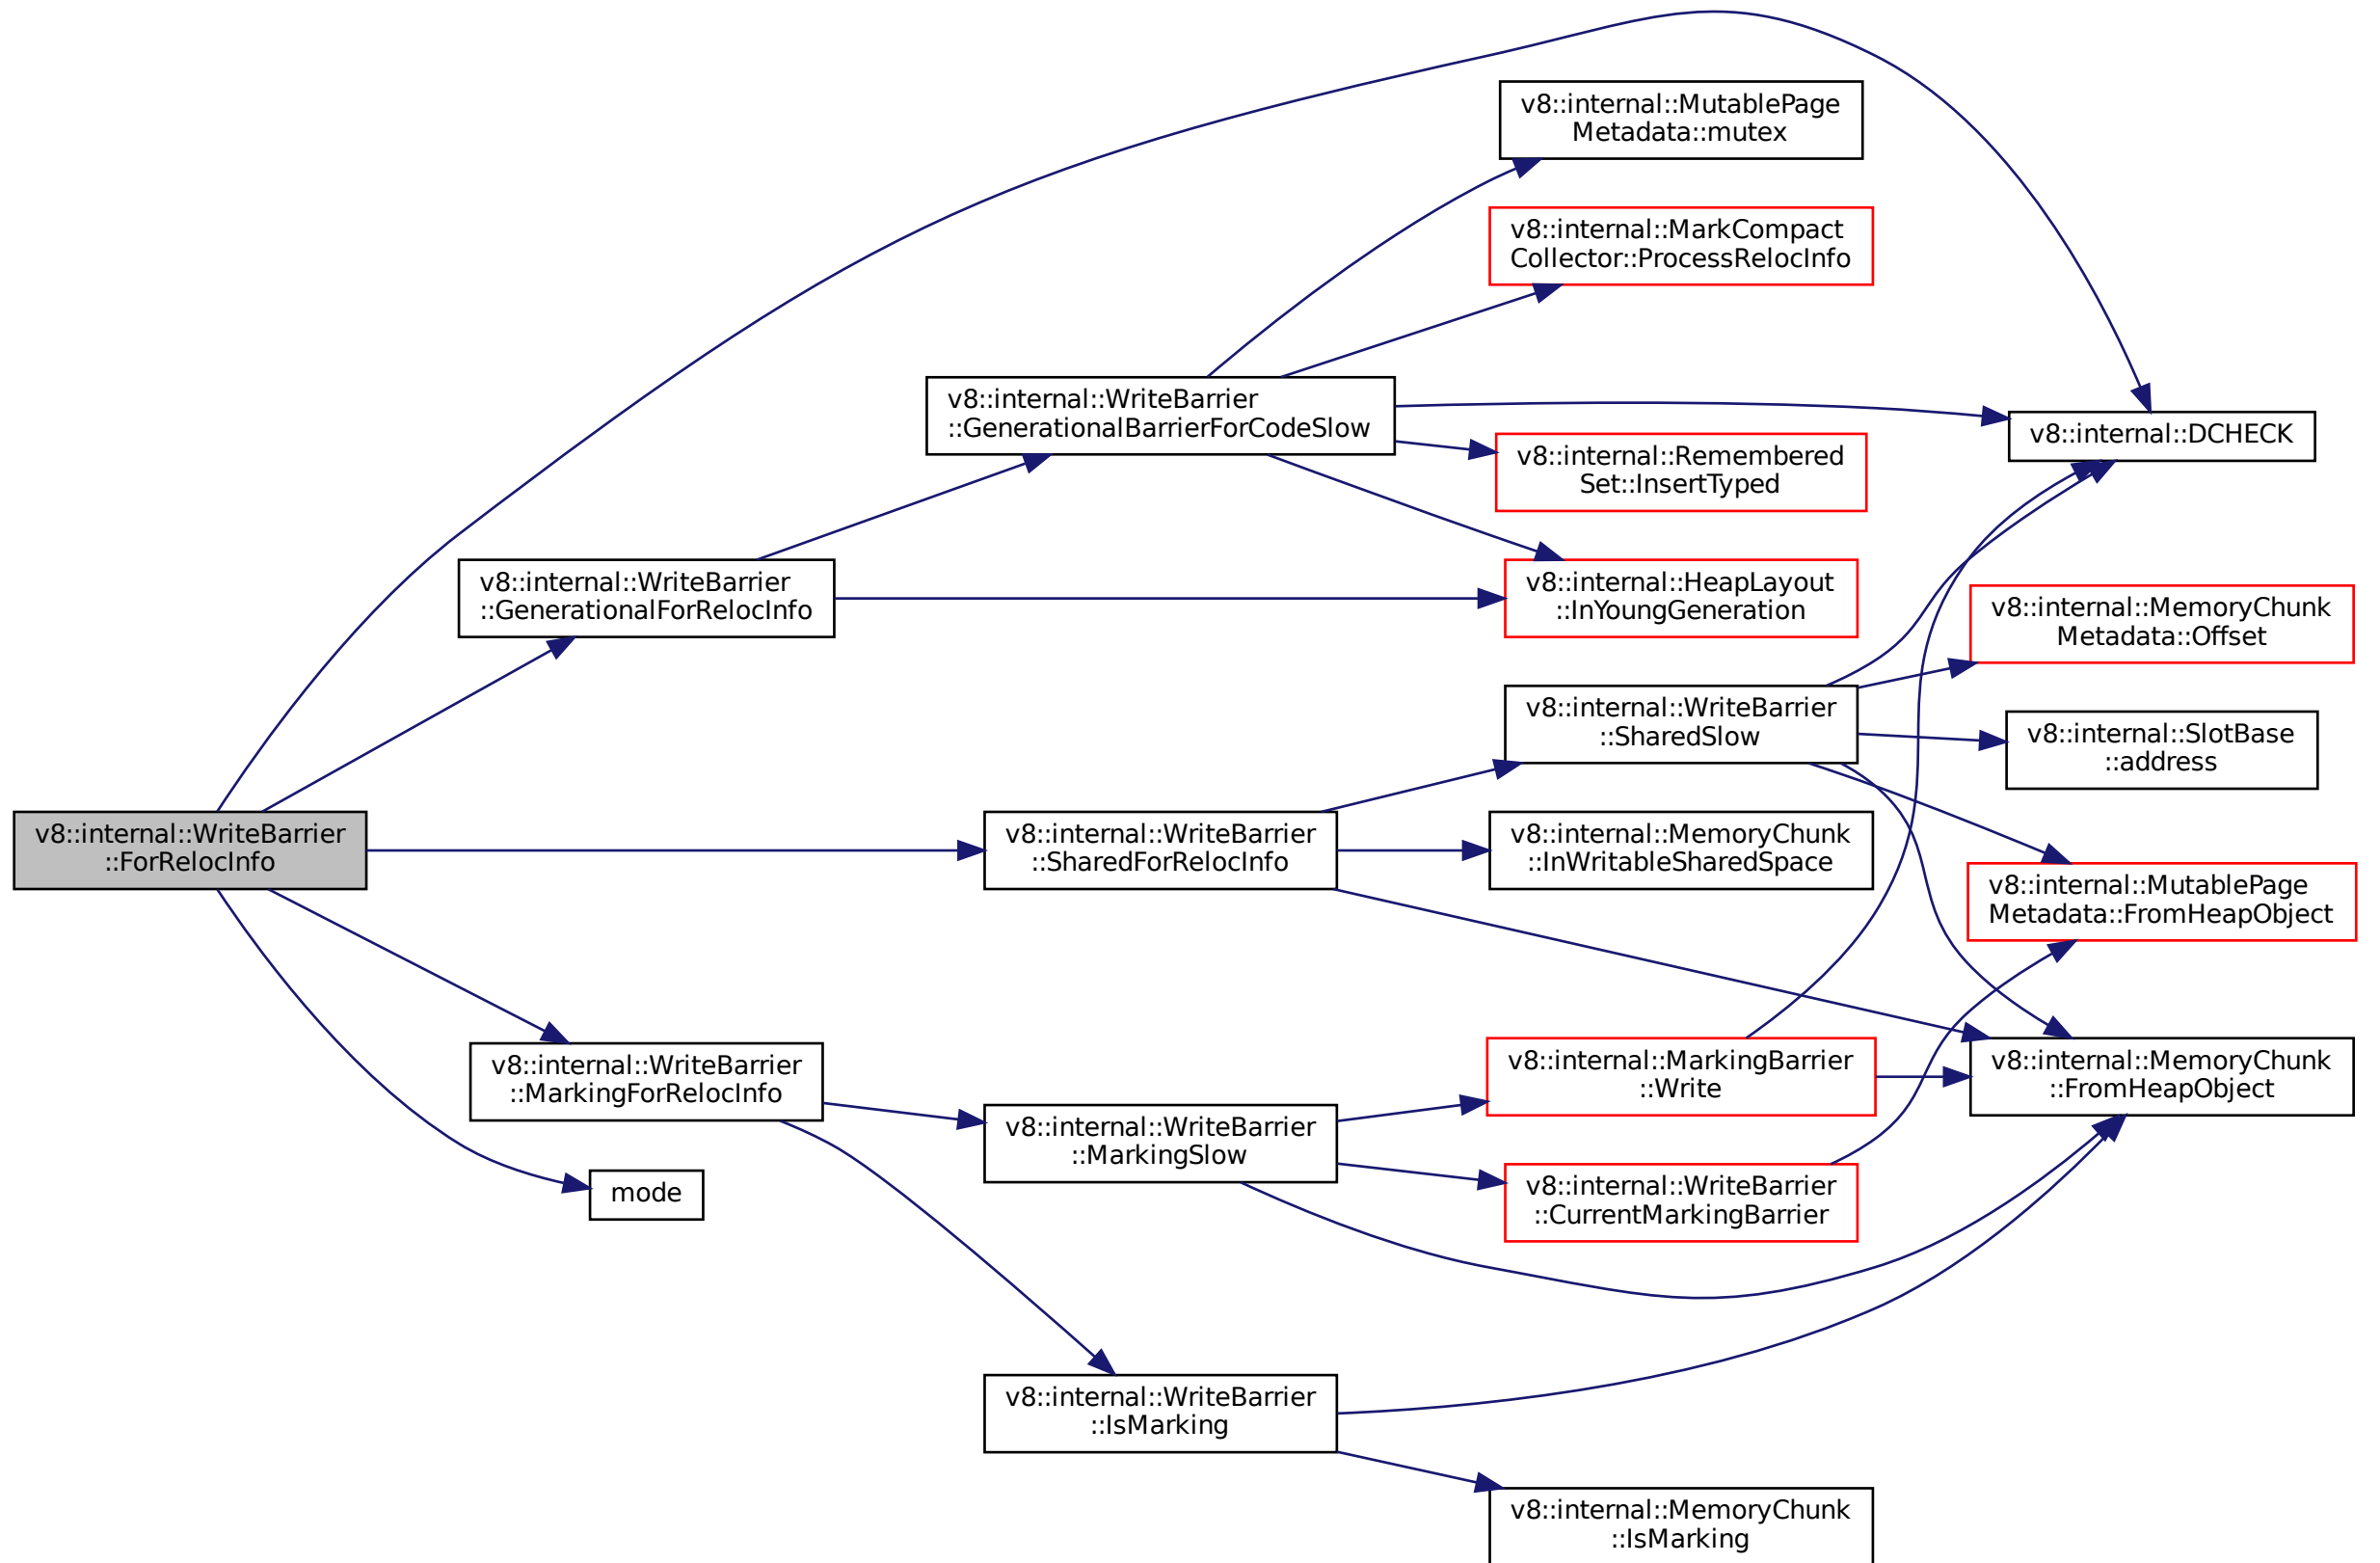 v8::internal::MutablePage
Metadata::mutex
v8::internal::MarkCompact
Collector::ProcessRelocInfo
v8::internal::WriteBarrier
::GenerationalBarrierForCodeSlow
v8::internal::DCHECK
v8::internal::Remembered
Set::InsertTyped
v8::internal::WriteBarrier
::GenerationalForRelocInfo
v8::internal::HeapLayout
::InYoungGeneration
v8::internal::MemoryChunk
Metadata::Offset
v8::internal::WriteBarrier
::SharedSlow
v8::internal::SlotBase
::address
v8::internal::WriteBarrier
::ForRelocInfo
v8::internal::WriteBarrier
::SharedForRelocInfo
v8::internal::MemoryChunk
::InWritableSharedSpace
v8::internal::MutablePage
Metadata::FromHeapObject
v8::internal::WriteBarrier
::MarkingForRelocInfo
v8::internal::MarkingBarrier
::Write
v8::internal::MemoryChunk
::FromHeapObject
v8::internal::WriteBarrier
::MarkingSlow
v8::internal::WriteBarrier
::CurrentMarkingBarrier
mode
v8::internal::WriteBarrier
::IsMarking
v8::internal::MemoryChunk
::IsMarking